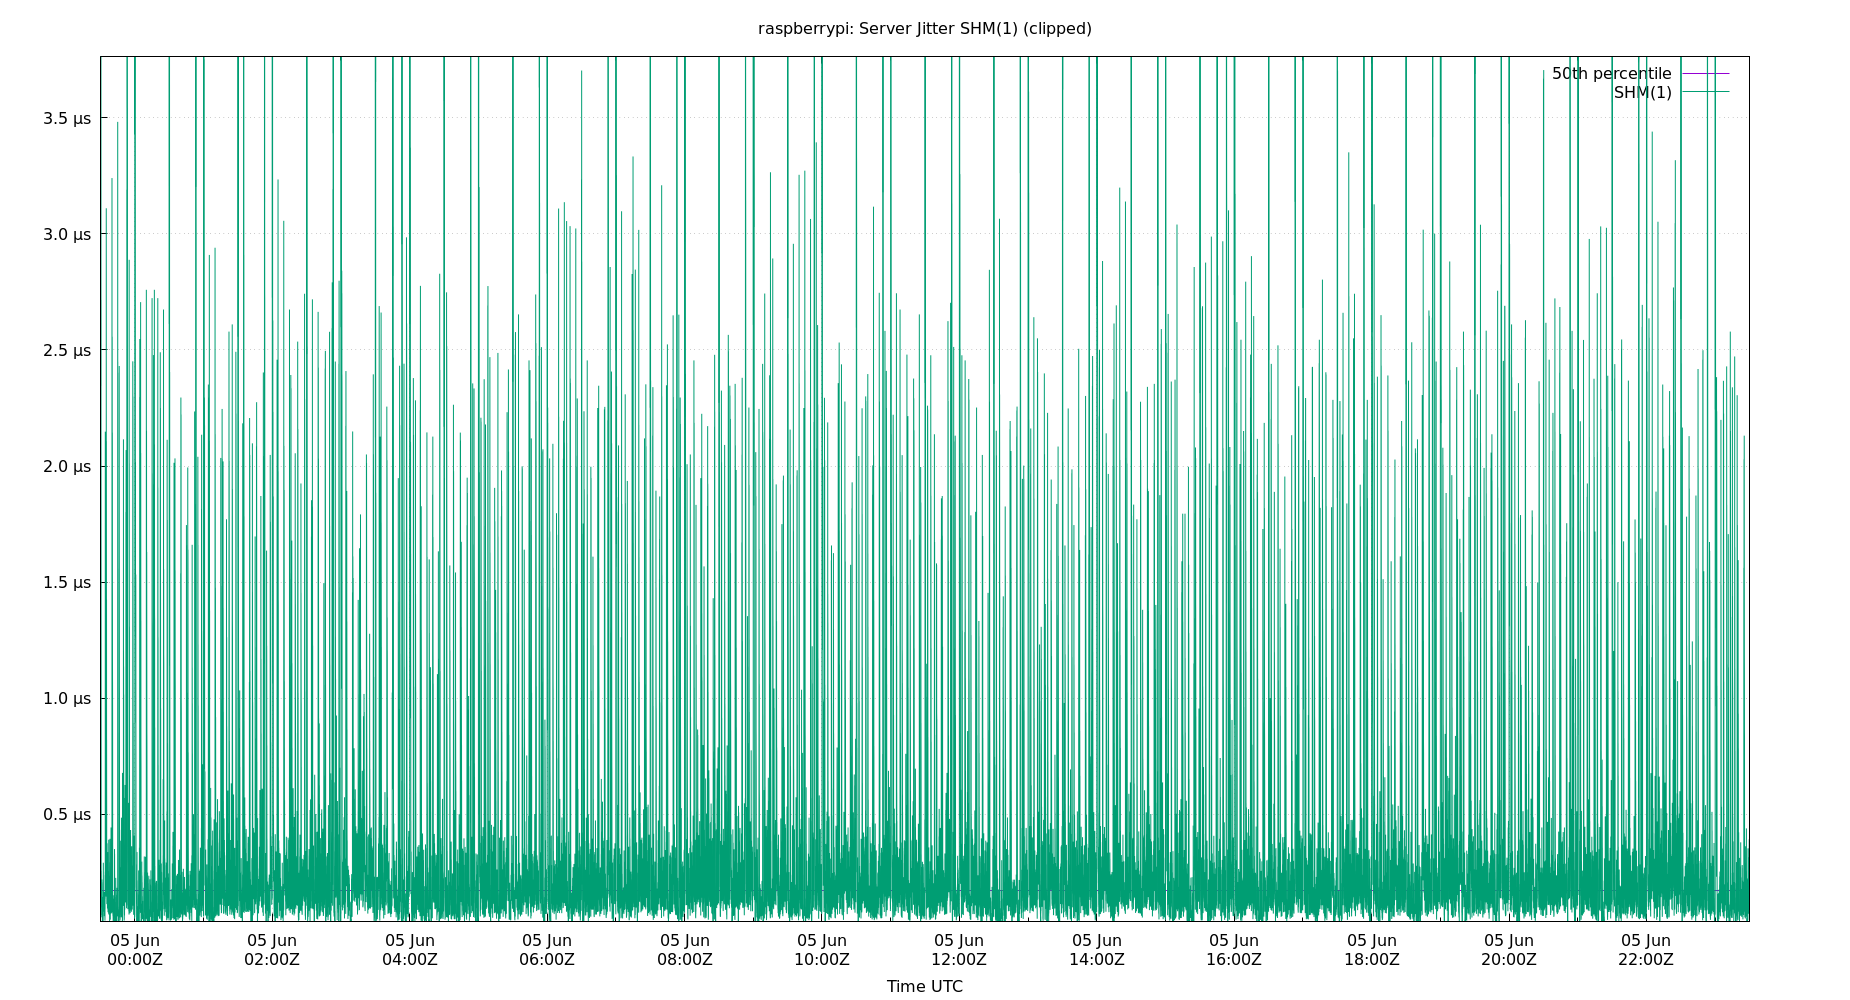 raspberrypi: Server Jitter SHM(1) (clipped)
50th percentile
SHM(1)
3.5 µs
3.0 µs
2.5 µs
2.0 µs
1.5 µs
1.0 µs
0.5 µs
05 Jun 05 Jun 05 Jun 05 Jun 05 Jun 05 Jun 05 Jun 05 Jun 05 Jun 05 Jun 05 Jun 05 Jun
00:00Z 02:00Z 04:00Z 06:00Z 08:00Z 10:00Z 12:00Z 14:00Z 16:00Z 18:00Z 20:00Z 22:00Z
Time UTC